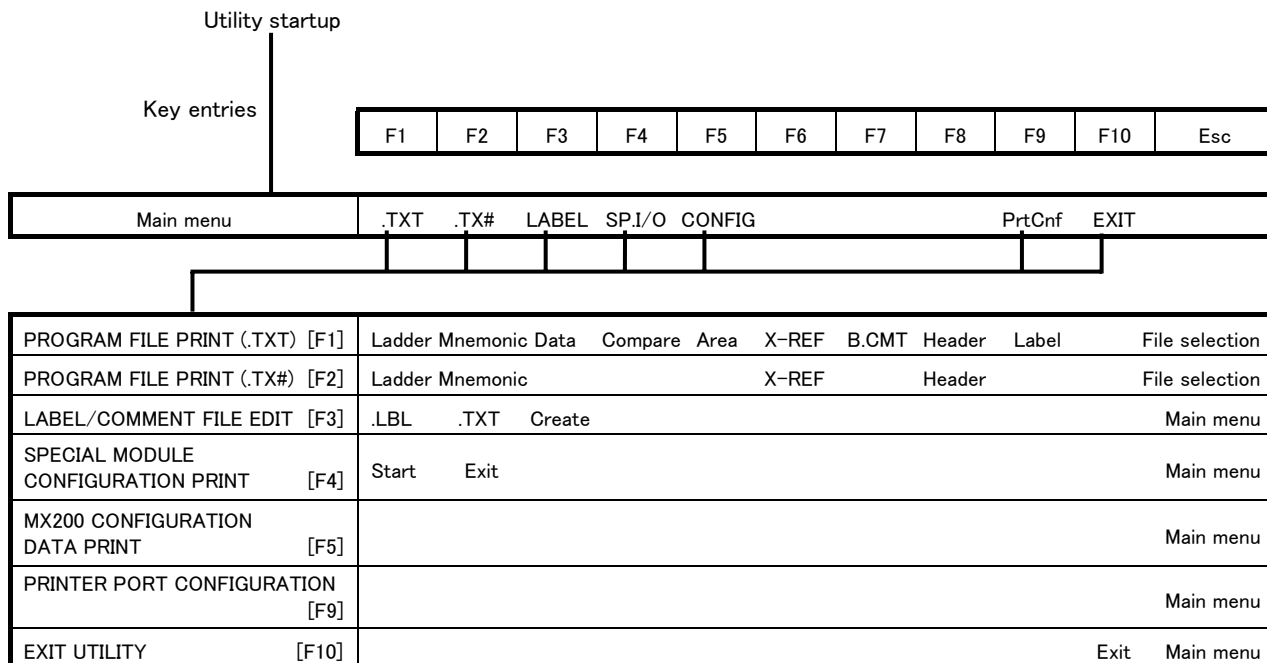 Utility startup
Key entries
F1 F2 F3 F4 F5 F6 F7 F8 F9 F10 Esc
Main menu .TXT .TX# LABEL SP.I/O CONFIG PrtCnf EXIT
PROGRAM FILE PRINT (.TXT) [F1] Ladder Mnemonic Data Compare Area X-REF B.CMT Header Label File selection
PROGRAM FILE PRINT (.TX#) [F2] Ladder Mnemonic X-REF Header File selection
LABEL/COMMENT FILE EDIT [F3] .LBL .TXT Create Main menu
SPECIAL MODULE
CONFIGURATION PRINT [F4] Start Exit Main menu
MX200 CONFIGURATION
DATA PRINT [F5] Main menu
PRINTER PORT CONFIGURATION
[F9] Main menu
EXIT UTILITY [F10] Exit Main menu